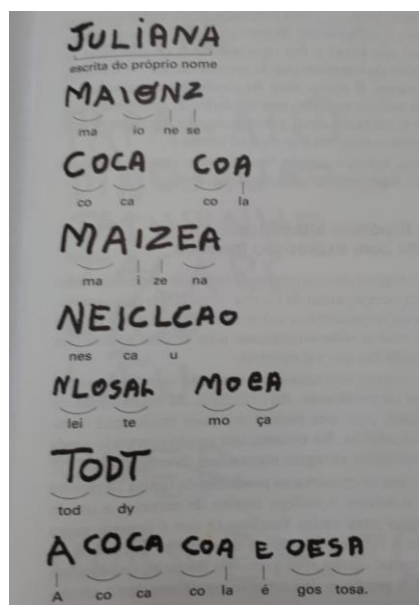 JULIANA
escrita do próprio nome
MAIONZ
ma io ne se
COCA COA
co ca co la
MAIZEA
ma i ze na
NEICLCAO
nes ca u
NLOSAL MOEA
lei te mo ça
TODT
tod dy
A COCA COA E OESA
A co ca co la é gos tosa.